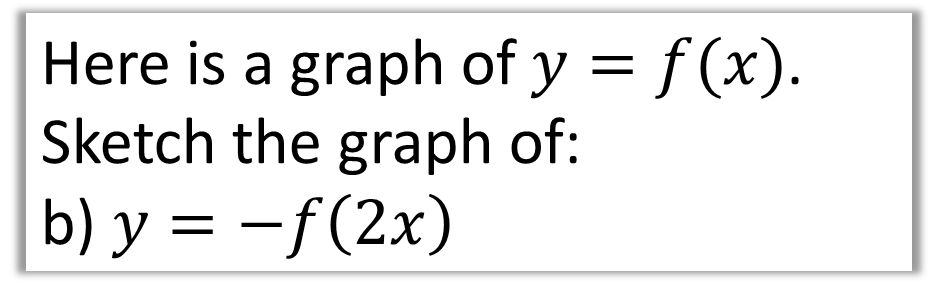 Here is a graph of y = f(x).
Sketch the graph of:
b) y = −f(2x)